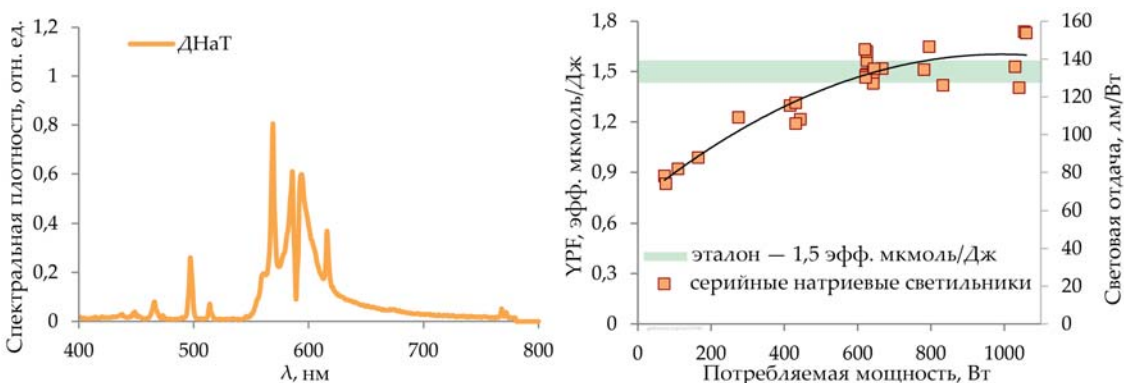 Спектральная плотность, отн. ед.
1,2
1
0,8
0,6
0,4
0,2
0
ДНаТ
400 500 600 700 800
λ, нм
YPF, эфф. мкмоль/Дж
1,8
1,5
1,2
0,9
0,6
0,3
0
эталон — 1,5 эфф. мкмоль/Дж
серийные натриевые светильники
160
140
120
100
80
60
40
20
0
Световая отдача, лм/Вт
0 200 400 600 800 1000
Потребляемая мощность, Вт